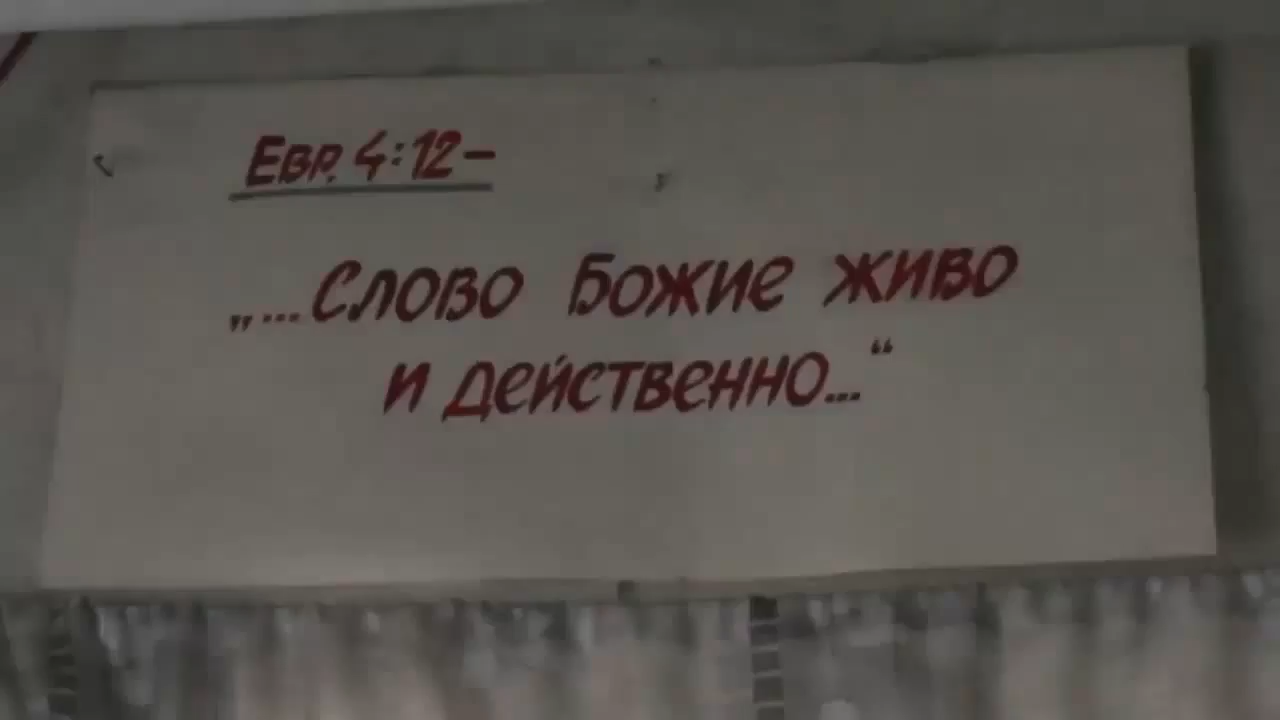 Евр. 4:12-
„...Слово Божие живо
и действенно...“